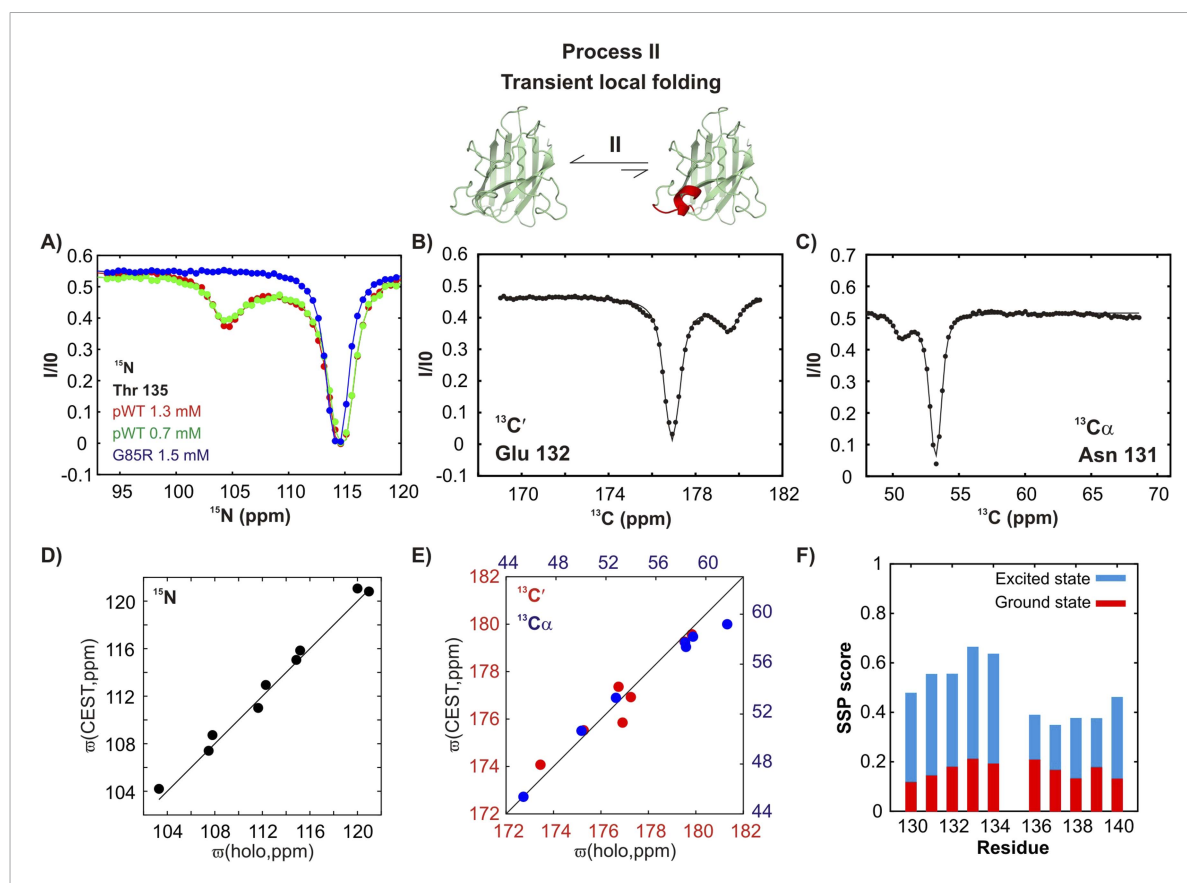 Process II
Transient local folding
II
A)
0.6
0.5
0.4
0.3
0.2
0.1
0
-0.1
I/I0
¹⁵N
Thr 135
pWT 1.3 mM
pWT 0.7 mM
G85R 1.5 mM
95 100 105 110 115 120
¹⁵N (ppm)
B)
0.6
0.5
0.4
0.3
0.2
0.1
0
-0.1
I/I0
¹³C′
Glu 132
170 174 178 182
¹³C (ppm)
C)
0.7
0.6
0.5
0.4
0.3
0.2
0.1
0
I/I0
¹³Cα
Asn 131
50 55 60 65 70
¹³C (ppm)
D)
¹⁵N
120
116
112
108
104
ϖ(CEST,ppm)
104 108 112 116 120
ϖ(holo,ppm)
E)
44 48 52 56 60
¹³C′
¹³Cα
182
180
178
176
174
172
ϖ(CEST,ppm)
60
56
52
48
44
172 174 176 178 180 182
ϖ(holo,ppm)
F)
1
0.8
0.6
0.4
0.2
0
SSP score
Excited state
Ground state
130 132 134 136 138 140
Residue